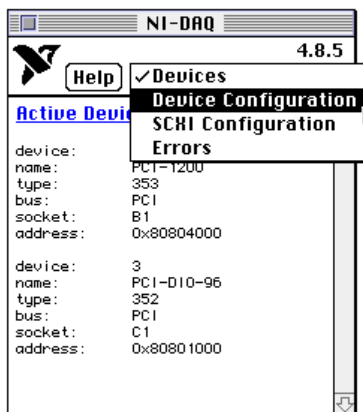 NI-DAQ
4.8.5
Help
✓Devices
Device Configuration
SCXI Configuration
Errors
Active Devi
device:
name: PCI-1200
type: 353
bus: PCI
socket: B1
address: 0x80804000
device: 3
name: PCI-DIO-96
type: 352
bus: PCI
socket: C1
address: 0x80801000